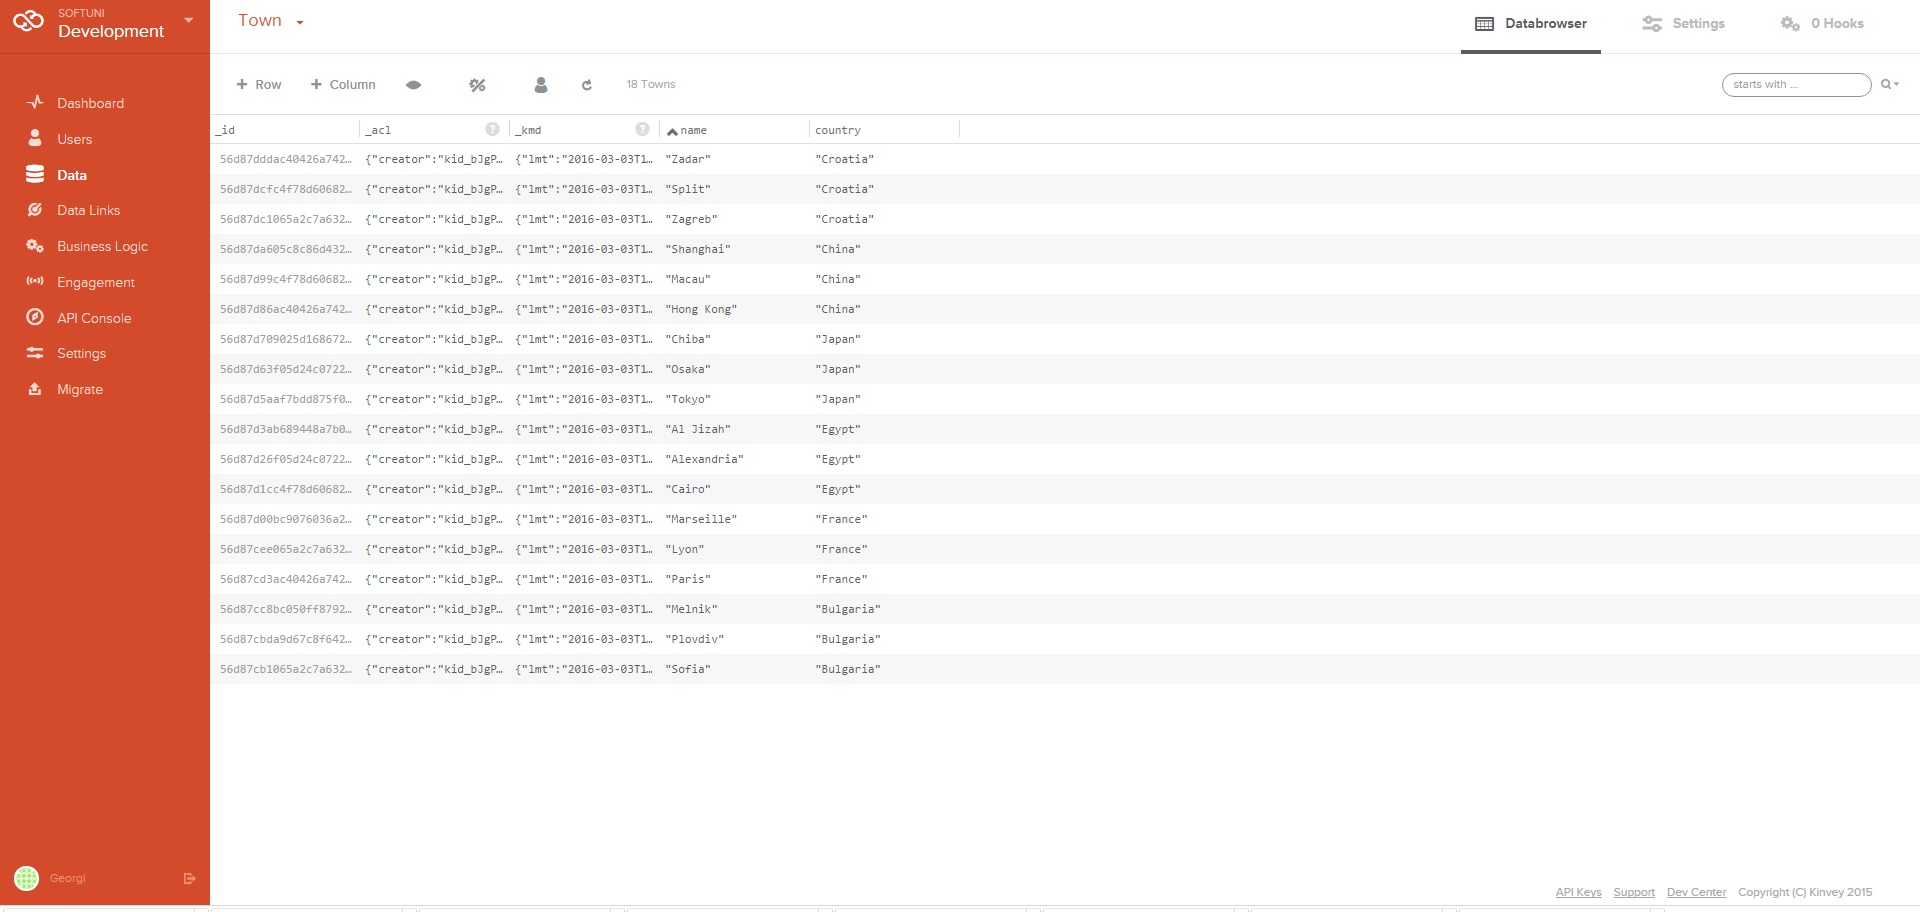 SOFTUNI
Development
Town
Databrowser
Settings
0 Hooks
Dashboard
Users
Data
Data Links
Business Logic
Engagement
API Console
Settings
Migrate
Georgi
+ Row + Column 18 Towns starts with ...
_id _acl ? _kmd ? name country
56d87dddac40426a742... {"creator":"kid_bJgP... {"lmt":"2016-03-03T1... "Zadar" "Croatia"
56d87dcfc4f78d60682... {"creator":"kid_bJgP... {"lmt":"2016-03-03T1... "Split" "Croatia"
56d87dc1065a2c7a632... {"creator":"kid_bJgP... {"lmt":"2016-03-03T1... "Zagreb" "Croatia"
56d87da605c8c86d432... {"creator":"kid_bJgP... {"lmt":"2016-03-03T1... "Shanghai" "China"
56d87d99c4f78d60682... {"creator":"kid_bJgP... {"lmt":"2016-03-03T1... "Macau" "China"
56d87d86ac40426a742... {"creator":"kid_bJgP... {"lmt":"2016-03-03T1... "Hong Kong" "China"
56d87d709025d168672... {"creator":"kid_bJgP... {"lmt":"2016-03-03T1... "Chiba" "Japan"
56d87d63f05d24c0722... {"creator":"kid_bJgP... {"lmt":"2016-03-03T1... "Osaka" "Japan"
56d87d5aaf7bdd875f0... {"creator":"kid_bJgP... {"lmt":"2016-03-03T1... "Tokyo" "Japan"
56d87d3ab689448a7b0... {"creator":"kid_bJgP... {"lmt":"2016-03-03T1... "Al Jizah" "Egypt"
56d87d26f05d24c0722... {"creator":"kid_bJgP... {"lmt":"2016-03-03T1... "Alexandria" "Egypt"
56d87d1cc4f78d60682... {"creator":"kid_bJgP... {"lmt":"2016-03-03T1... "Cairo" "Egypt"
56d87d00bc9076036a2... {"creator":"kid_bJgP... {"lmt":"2016-03-03T1... "Marseille" "France"
56d87cee065a2c7a632... {"creator":"kid_bJgP... {"lmt":"2016-03-03T1... "Lyon" "France"
56d87cd3ac40426a742... {"creator":"kid_bJgP... {"lmt":"2016-03-03T1... "Paris" "France"
56d87cc8bc050ff8792... {"creator":"kid_bJgP... {"lmt":"2016-03-03T1... "Melnik" "Bulgaria"
56d87cbda9d67c8f642... {"creator":"kid_bJgP... {"lmt":"2016-03-03T1... "Plovdiv" "Bulgaria"
56d87cb1065a2c7a632... {"creator":"kid_bJgP... {"lmt":"2016-03-03T1... "Sofia" "Bulgaria"
API Keys Support Dev Center Copyright (C) Kinvey 2015